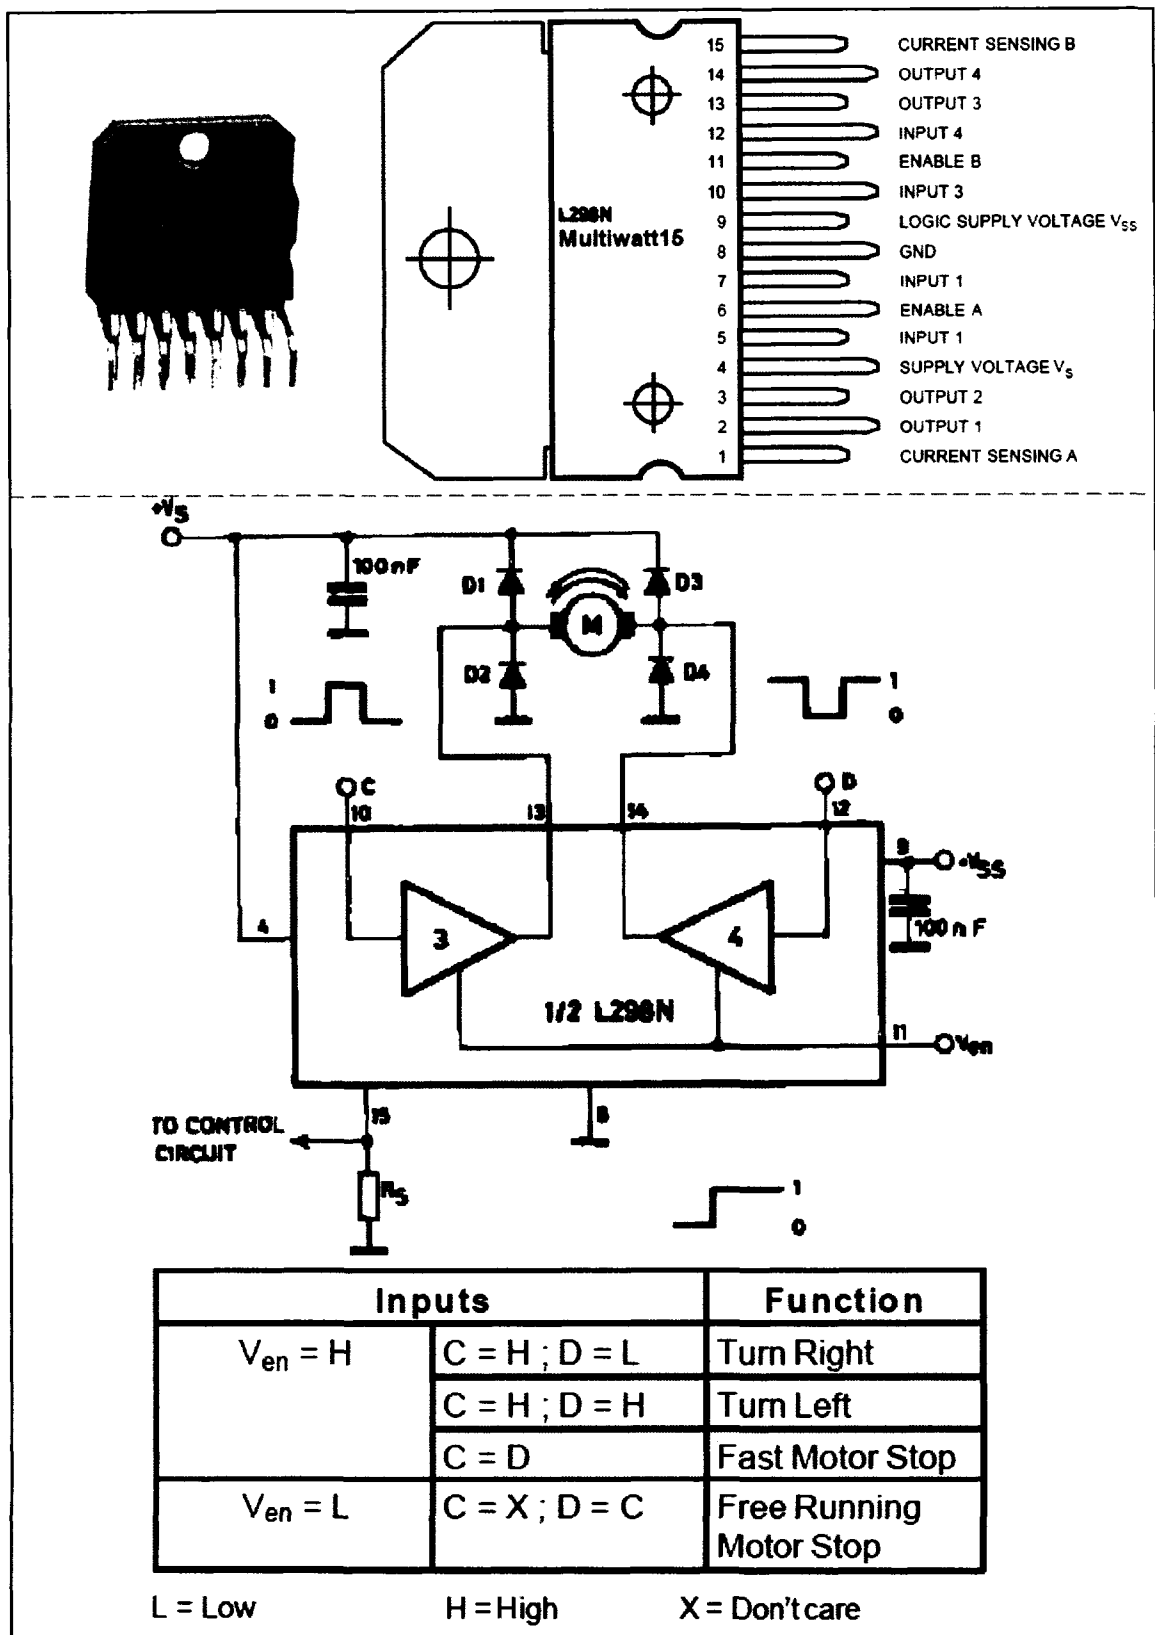 15 CURRENT SENSING B
14 OUTPUT 4
13 OUTPUT 3
12 INPUT 4
11 ENABLE B
10 INPUT 3
9 LOGIC SUPPLY VOLTAGE VSS
8 GND
7 INPUT 1
6 ENABLE A
5 INPUT 1
4 SUPPLY VOLTAGE VS
3 OUTPUT 2
2 OUTPUT 1
1 CURRENT SENSING A
L298N
Multiwatt15
+VS
100nF
D1
D3
M
D2
D4
1
0
1
0
C
D
10
13
14
12
9
+VSS
100nF
4
3
4
1/2 L298N
11
Ven
15
8
TO CONTROL
CIRCUIT
RS
1
0
Inputs Function
Ven = H C = H ; D = L Turn Right
C = H ; D = H Turn Left
C = D Fast Motor Stop
Ven = L C = X ; D = C Free Running
Motor Stop
L = Low H = High X = Don't care